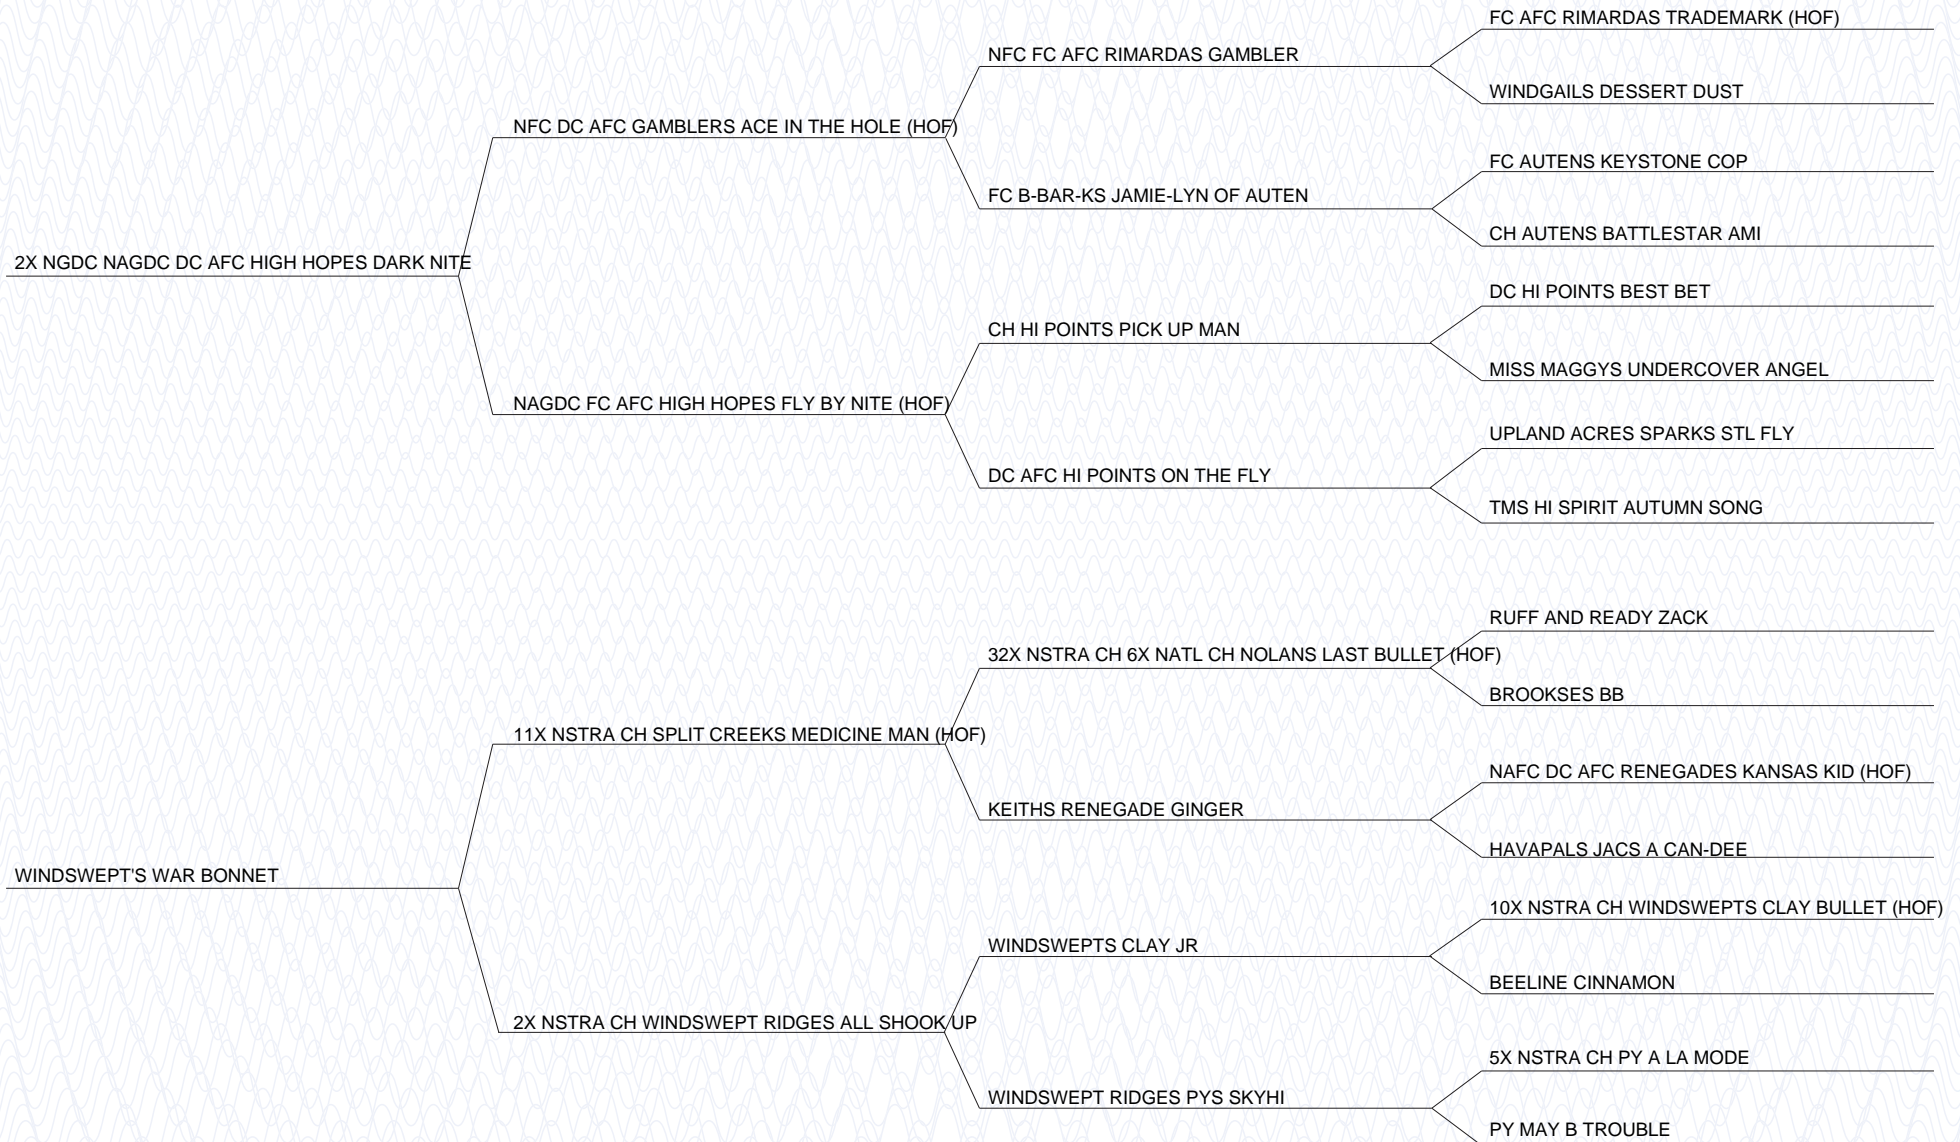 FC AFC RIMARDAS TRADEMARK (HOF)
NFC FC AFC RIMARDAS GAMBLER
WINDGAILS DESSERT DUST
NFC DC AFC GAMBLERS ACE IN THE HOLE (HOF)
FC AUTENS KEYSTONE COP
FC B-BAR-KS JAMIE-LYN OF AUTEN
CH AUTENS BATTLESTAR AMI
2X NGDC NAGDC DC AFC HIGH HOPES DARK NITE
DC HI POINTS BEST BET
CH HI POINTS PICK UP MAN
MISS MAGGYS UNDERCOVER ANGEL
NAGDC FC AFC HIGH HOPES FLY BY NITE (HOF)
UPLAND ACRES SPARKS STL FLY
DC AFC HI POINTS ON THE FLY
TMS HI SPIRIT AUTUMN SONG
RUFF AND READY ZACK
32X NSTRA CH 6X NATL CH NOLANS LAST BULLET (HOF)
BROOKSES BB
11X NSTRA CH SPLIT CREEKS MEDICINE MAN (HOF)
NAFC DC AFC RENEGADES KANSAS KID (HOF)
KEITHS RENEGADE GINGER
HAVAPALS JACS A CAN-DEE
WINDSWEPT'S WAR BONNET
10X NSTRA CH WINDSWEPTS CLAY BULLET (HOF)
WINDSWEPTS CLAY JR
BEELINE CINNAMON
2X NSTRA CH WINDSWEPT RIDGES ALL SHOOK UP
5X NSTRA CH PY A LA MODE
WINDSWEPT RIDGES PYS SKYHI
PY MAY B TROUBLE